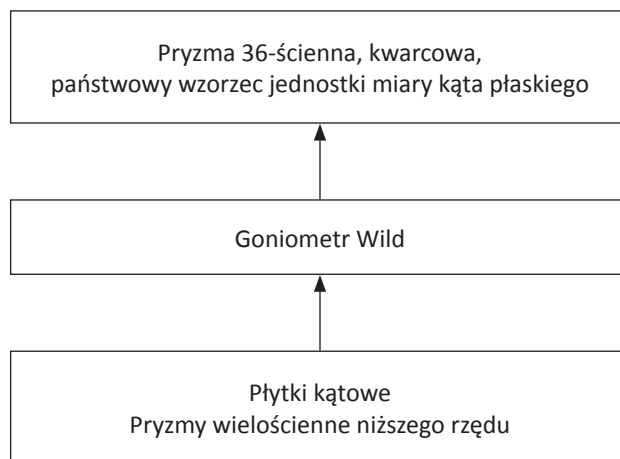 Pryzma 36-ścienna, kwarcowa,
państwowy wzorzec jednostki miary kąta płaskiego
Goniometr Wild
Płytki kątowe
Pryzmy wielościenne niższego rzędu